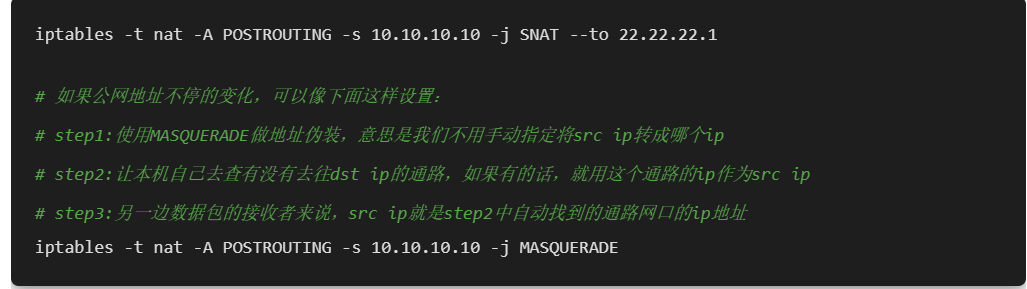 iptables -t nat -A POSTROUTING -s 10.10.10.10 -j SNAT --to 22.22.22.1
# 如果公网地址不停的变化，可以像下面这样设置：
# step1:使用MASQUERADE做地址伪装，意思是我们不用手动指定将src ip转成哪个ip
# step2:让本机自己去查有没有去往dst ip的通路，如果有的话，就用这个通路的ip作为src ip
# step3:另一边数据包的接收者来说，src ip就是step2中自动找到的通路网口的ip地址
iptables -t nat -A POSTROUTING -s 10.10.10.10 -j MASQUERADE